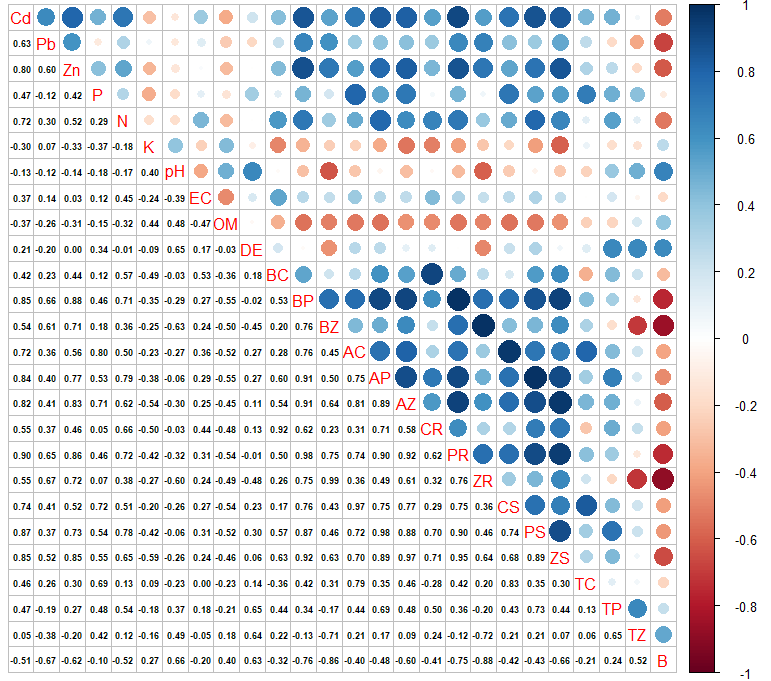 Cd
0.63 Pb
0.80 0.60 Zn
0.47 -0.12 0.42 P
0.72 0.30 0.52 0.29 N
-0.30 0.07 -0.33 -0.37 -0.18 K
-0.13 -0.12 -0.14 -0.18 -0.17 0.40 pH
0.37 0.14 0.03 0.12 0.45 -0.24 -0.39 EC
-0.37 -0.26 -0.31 -0.15 -0.32 0.44 0.48 -0.47 OM
0.21 -0.20 0.00 0.34 -0.01 -0.09 0.65 0.17 -0.03 DE
0.42 0.23 0.44 0.12 0.57 -0.49 -0.03 0.53 -0.36 0.18 BC
0.85 0.66 0.88 0.46 0.71 -0.35 -0.29 0.27 -0.55 -0.02 0.53 BP
0.54 0.61 0.71 0.18 0.36 -0.25 -0.63 0.24 -0.50 -0.45 0.20 0.76 BZ
0.72 0.36 0.56 0.80 0.50 -0.23 -0.27 0.36 -0.52 0.27 0.28 0.76 0.45 AC
0.84 0.40 0.77 0.53 0.79 -0.38 -0.06 0.29 -0.55 0.27 0.60 0.91 0.50 0.75 AP
0.82 0.41 0.83 0.71 0.62 -0.54 -0.30 0.25 -0.45 0.11 0.54 0.91 0.64 0.81 0.89 AZ
0.55 0.37 0.46 0.05 0.66 -0.50 -0.03 0.44 -0.48 0.13 0.92 0.62 0.23 0.31 0.71 0.58 CR
0.90 0.65 0.86 0.46 0.72 -0.42 -0.32 0.31 -0.54 -0.01 0.50 0.98 0.75 0.74 0.90 0.92 0.62 PR
0.55 0.67 0.72 0.07 0.38 -0.27 -0.60 0.24 -0.49 -0.48 0.26 0.75 0.99 0.36 0.49 0.61 0.32 0.76 ZR
0.74 0.41 0.52 0.72 0.51 -0.20 -0.26 0.27 -0.54 0.23 0.17 0.76 0.43 0.97 0.75 0.77 0.29 0.75 0.36 CS
0.87 0.37 0.73 0.54 0.78 -0.42 -0.06 0.31 -0.52 0.30 0.57 0.87 0.46 0.72 0.98 0.88 0.70 0.90 0.46 0.74 PS
0.85 0.52 0.85 0.55 0.65 -0.59 -0.26 0.24 -0.46 0.06 0.63 0.92 0.63 0.70 0.89 0.97 0.71 0.95 0.64 0.68 0.89 ZS
0.46 0.26 0.30 0.69 0.13 0.09 -0.23 0.00 -0.23 0.14 -0.36 0.42 0.31 0.79 0.35 0.46 -0.28 0.42 0.20 0.83 0.35 0.30 TC
0.47 -0.19 0.27 0.48 0.54 -0.18 0.37 0.18 -0.21 0.65 0.44 0.34 -0.17 0.44 0.69 0.48 0.50 0.36 -0.20 0.43 0.73 0.44 0.13 TP
0.05 -0.38 -0.20 0.42 0.12 -0.16 0.49 -0.05 0.18 0.64 0.22 -0.13 -0.71 0.21 0.17 0.09 0.24 -0.12 -0.72 0.21 0.21 0.07 0.06 0.65 TZ
-0.51 -0.67 -0.62 -0.10 -0.52 0.27 0.66 -0.20 0.40 0.63 -0.32 -0.76 -0.86 -0.40 -0.48 -0.60 -0.41 -0.75 -0.88 -0.42 -0.43 -0.66 -0.21 0.24 0.52 B
1
0.8
0.6
0.4
0.2
0
-0.2
-0.4
-0.6
-0.8
-1